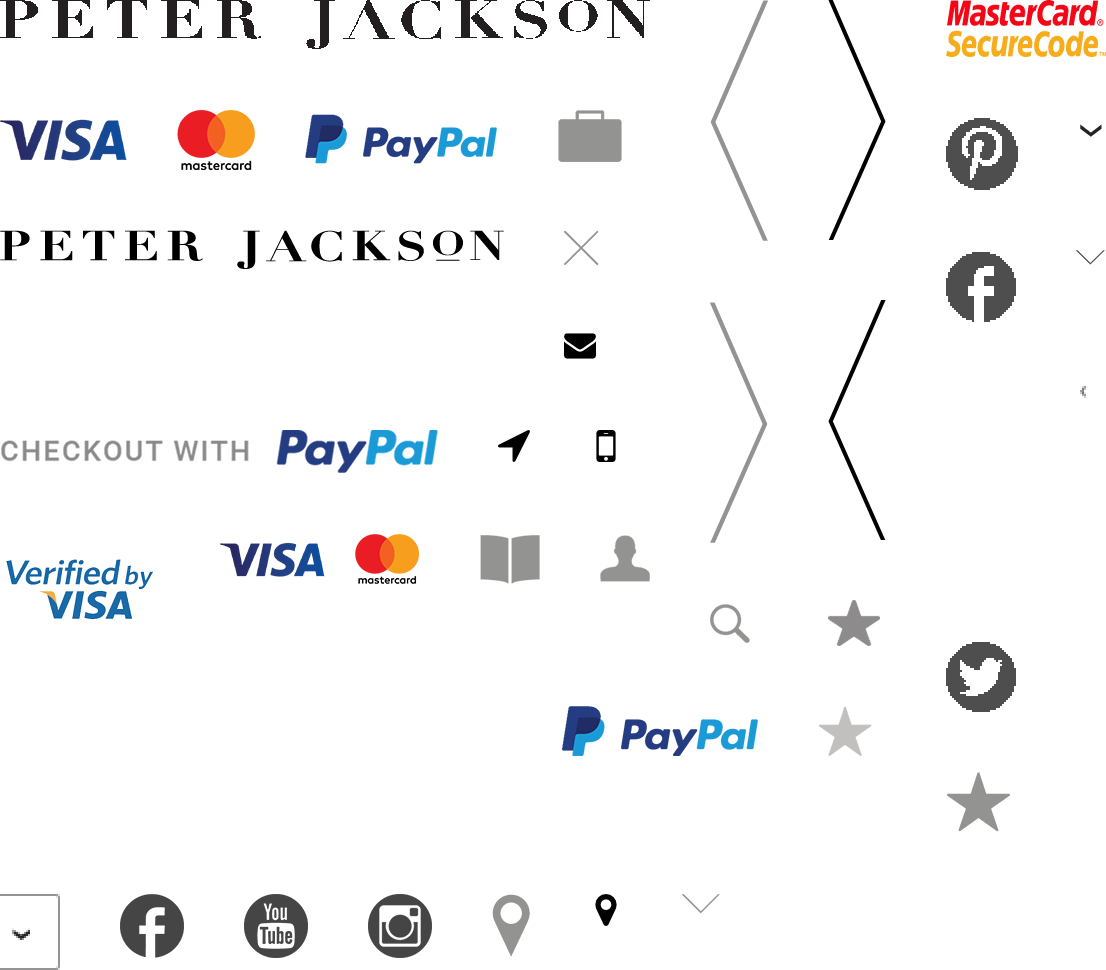 PETER JACKSON
MasterCard®
SecureCode™
VISA
mastercard
PayPal
PETER JACKSON
CHECKOUT WITH PayPal
Verified by
VISA
VISA
mastercard
PayPal
You
Tube